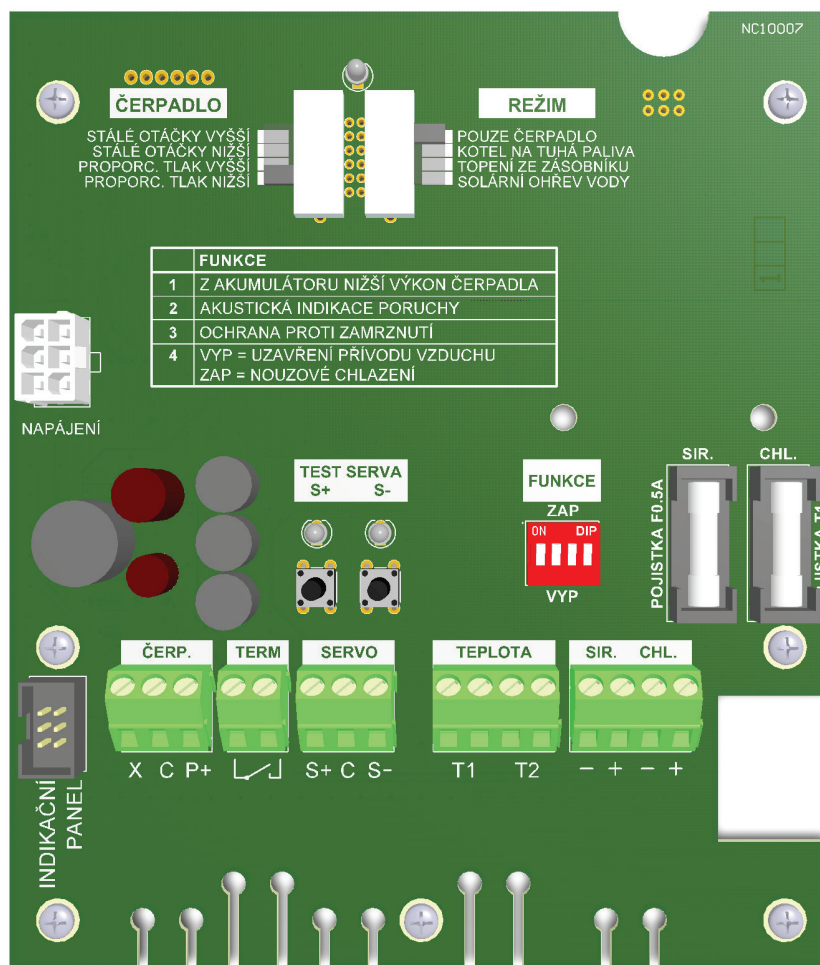 NC10007
ČERPADLO
STÁLÉ OTÁČKY VYŠŠÍ
STÁLÉ OTÁČKY NIŽŠÍ
PROPORC. TLAK VYŠŠÍ
PROPORC. TLAK NIŽŠÍ
REŽIM
POUZE ČERPADLO
KOTEL NA TUHÁ PALIVA
TOPENÍ ZE ZÁSOBNÍKU
SOLÁRNÍ OHŘEV VODY
1
FUNKCE
1 Z AKUMULÁTORU NIŽŠÍ VÝKON ČERPADLA
2 AKUSTICKÁ INDIKACE PORUCHY
3 OCHRANA PROTI ZAMRZNUTÍ
4 VYP = UZAVŘENÍ PŘÍVODU VZDUCHU
ZAP = NOUZOVÉ CHLAZENÍ
NAPÁJENÍ
TEST SERVA
S+ S-
FUNKCE
ZAP
ON DIP
VYP
SIR. CHL.
POJISTKA F0.5A
ČERP. TERM SERVO TEPLOTA SIR. CHL.
X C P+ S+ C S− T1 T2 − + − +
INDIKAČNÍ
PANEL